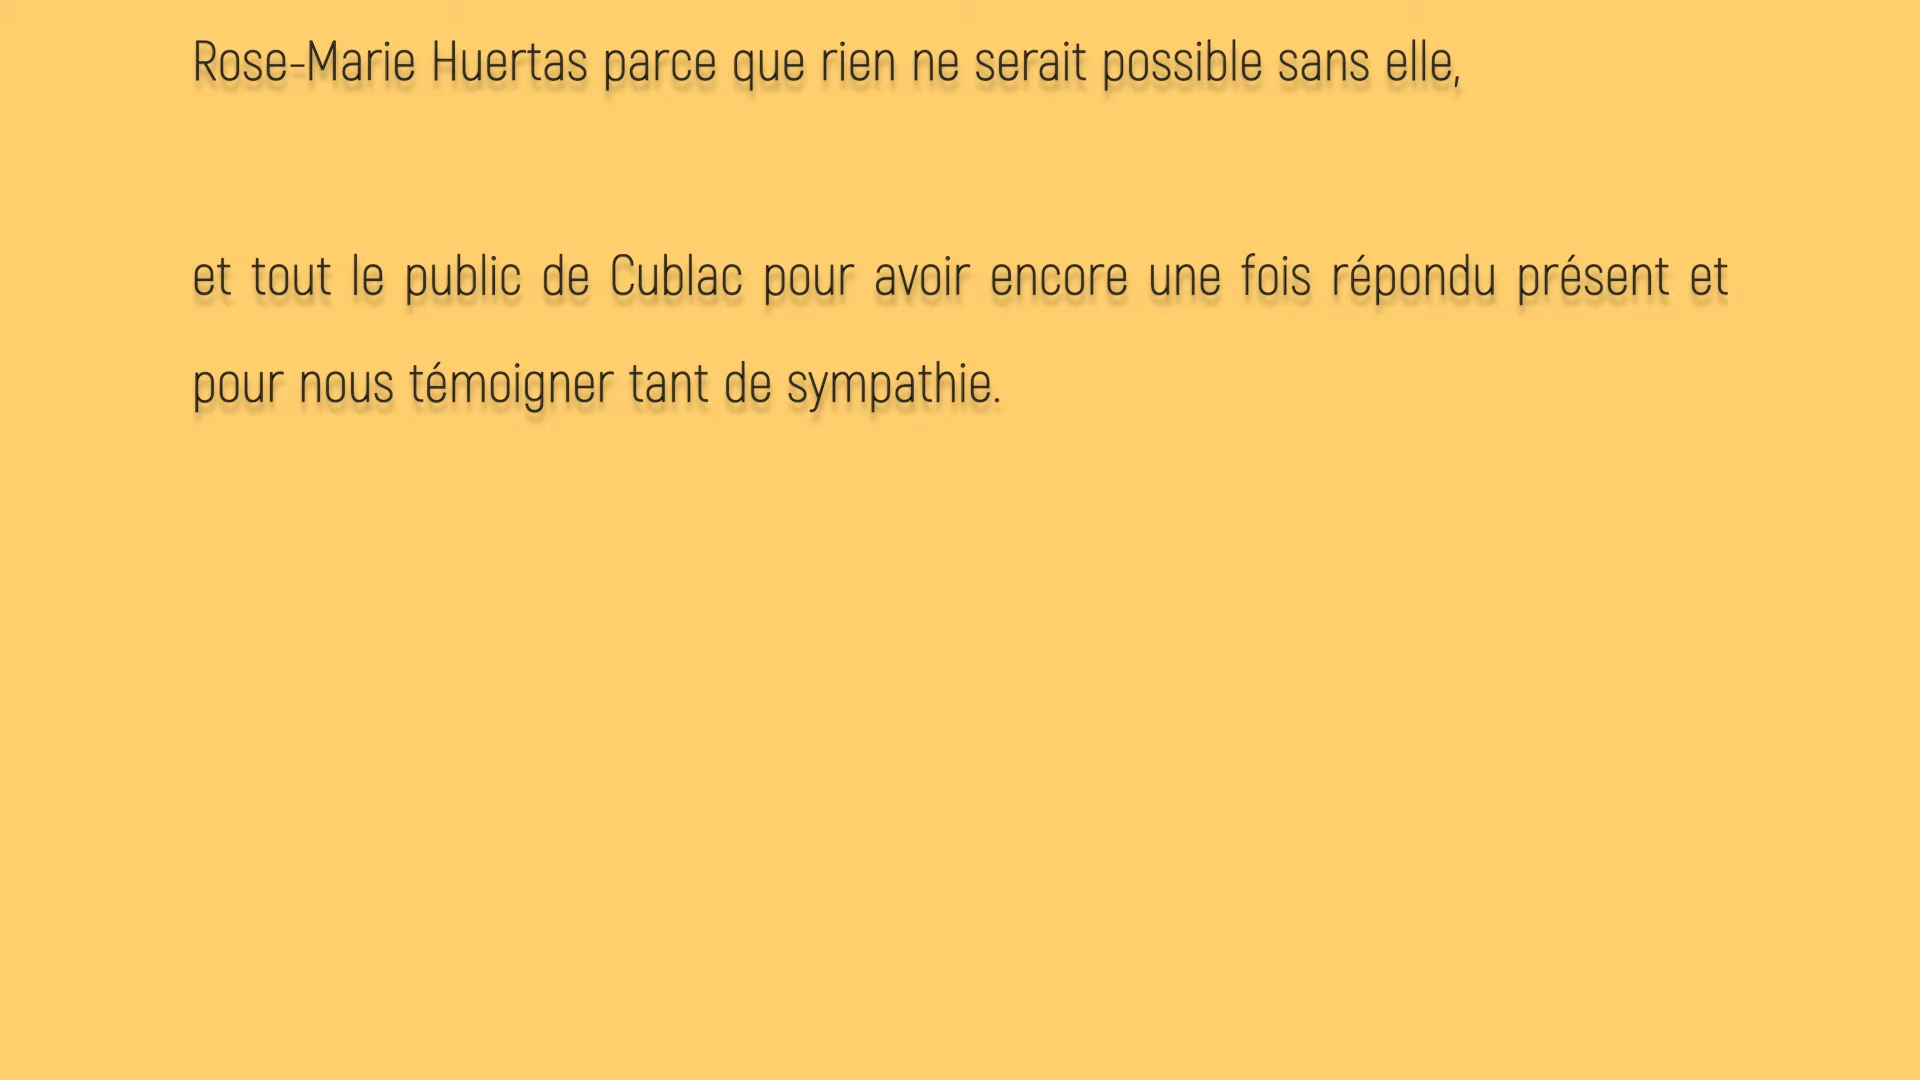 Rose-Marie Huertas parce que rien ne serait possible sans elle,
et tout le public de Cublac pour avoir encore une fois répondu présent et
pour nous témoigner tant de sympathie.